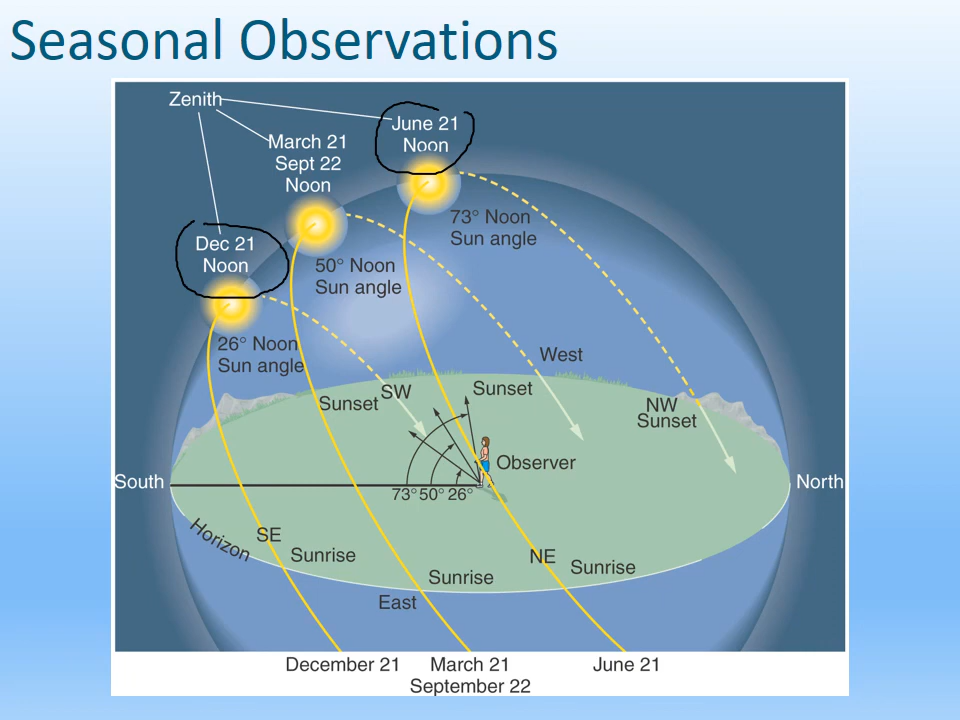 Seasonal Observations
Zenith
June 21
Noon
March 21
Sept 22
Noon
Dec 21
Noon
73° Noon
Sun angle
50° Noon
Sun angle
26° Noon
Sun angle
West
SW
Sunset
Sunset
NW
Sunset
Observer
South
73° 50° 26°
North
Horizon
SE
Sunrise
NE
Sunrise
Sunrise
East
December 21
March 21
September 22
June 21